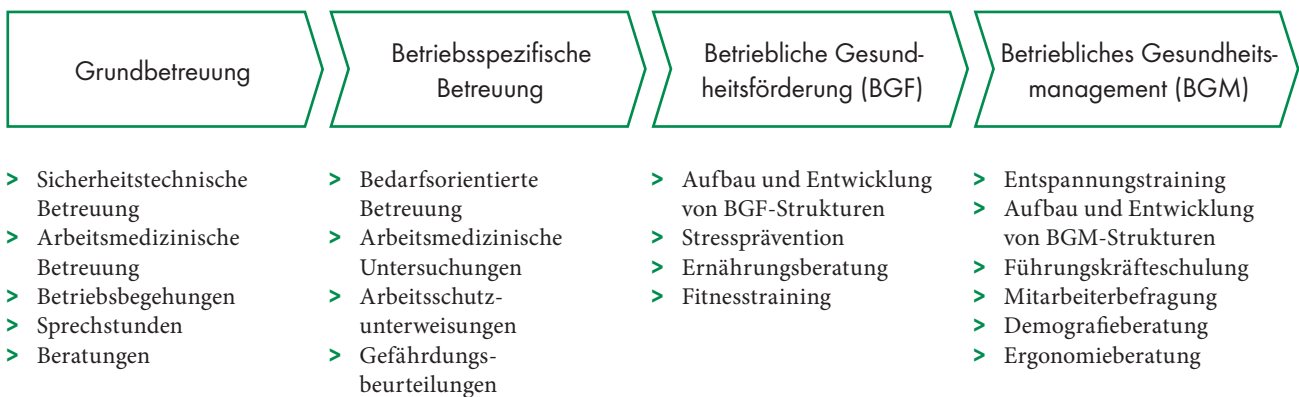 Grundbetreuung
Betriebsspezifische
Betreuung
Betriebliche Gesund-
heitsförderung (BGF)
Betriebliches Gesundheits-
management (BGM)
> Sicherheitstechnische
Betreuung
> Arbeitsmedizinische
Betreuung
> Betriebsbegehungen
> Sprechstunden
> Beratungen
> Bedarfsorientierte
Betreuung
> Arbeitsmedizinische
Untersuchungen
> Arbeitsschutz-
unterweisungen
> Gefährdungs-
beurteilungen
> Aufbau und Entwicklung
von BGF-Strukturen
> Stressprävention
> Ernährungsberatung
> Fitnesstraining
> Entspannungstraining
> Aufbau und Entwicklung
von BGM-Strukturen
> Führungskräfteschulung
> Mitarbeiterbefragung
> Demografieberatung
> Ergonomieberatung